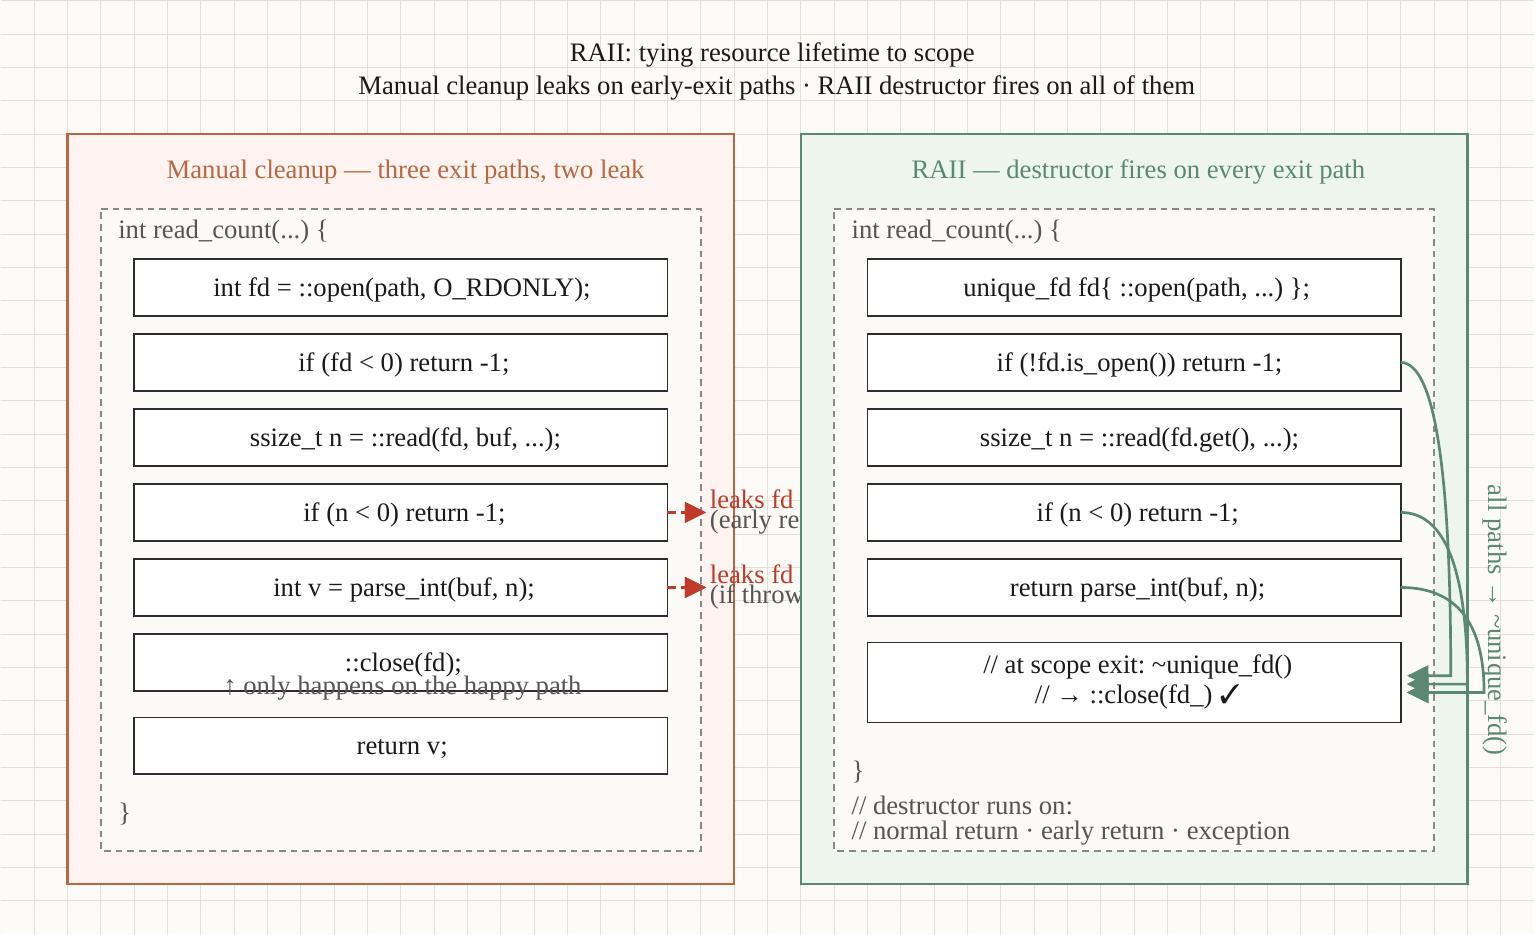 RAII: tying resource lifetime to scope
Manual cleanup leaks on early-exit paths · RAII destructor fires on all of them
Manual cleanup — three exit paths, two leak
int read_count(...) {
int fd = ::open(path, O_RDONLY);
if (fd < 0) return -1;
ssize_t n = ::read(fd, buf, ...);
if (n < 0) return -1;
leaks fd
(early re
int v = parse_int(buf, n);
leaks fd
(if throw
::close(fd);
↑ only happens on the happy path
return v;
}
RAII — destructor fires on every exit path
int read_count(...) {
unique_fd fd{ ::open(path, ...) };
if (!fd.is_open()) return -1;
ssize_t n = ::read(fd.get(), ...);
if (n < 0) return -1;
return parse_int(buf, n);
// at scope exit: ~unique_fd()
// → ::close(fd_) ✓
}
// destructor runs on:
// normal return · early return · exception
all paths → ~unique_fd()